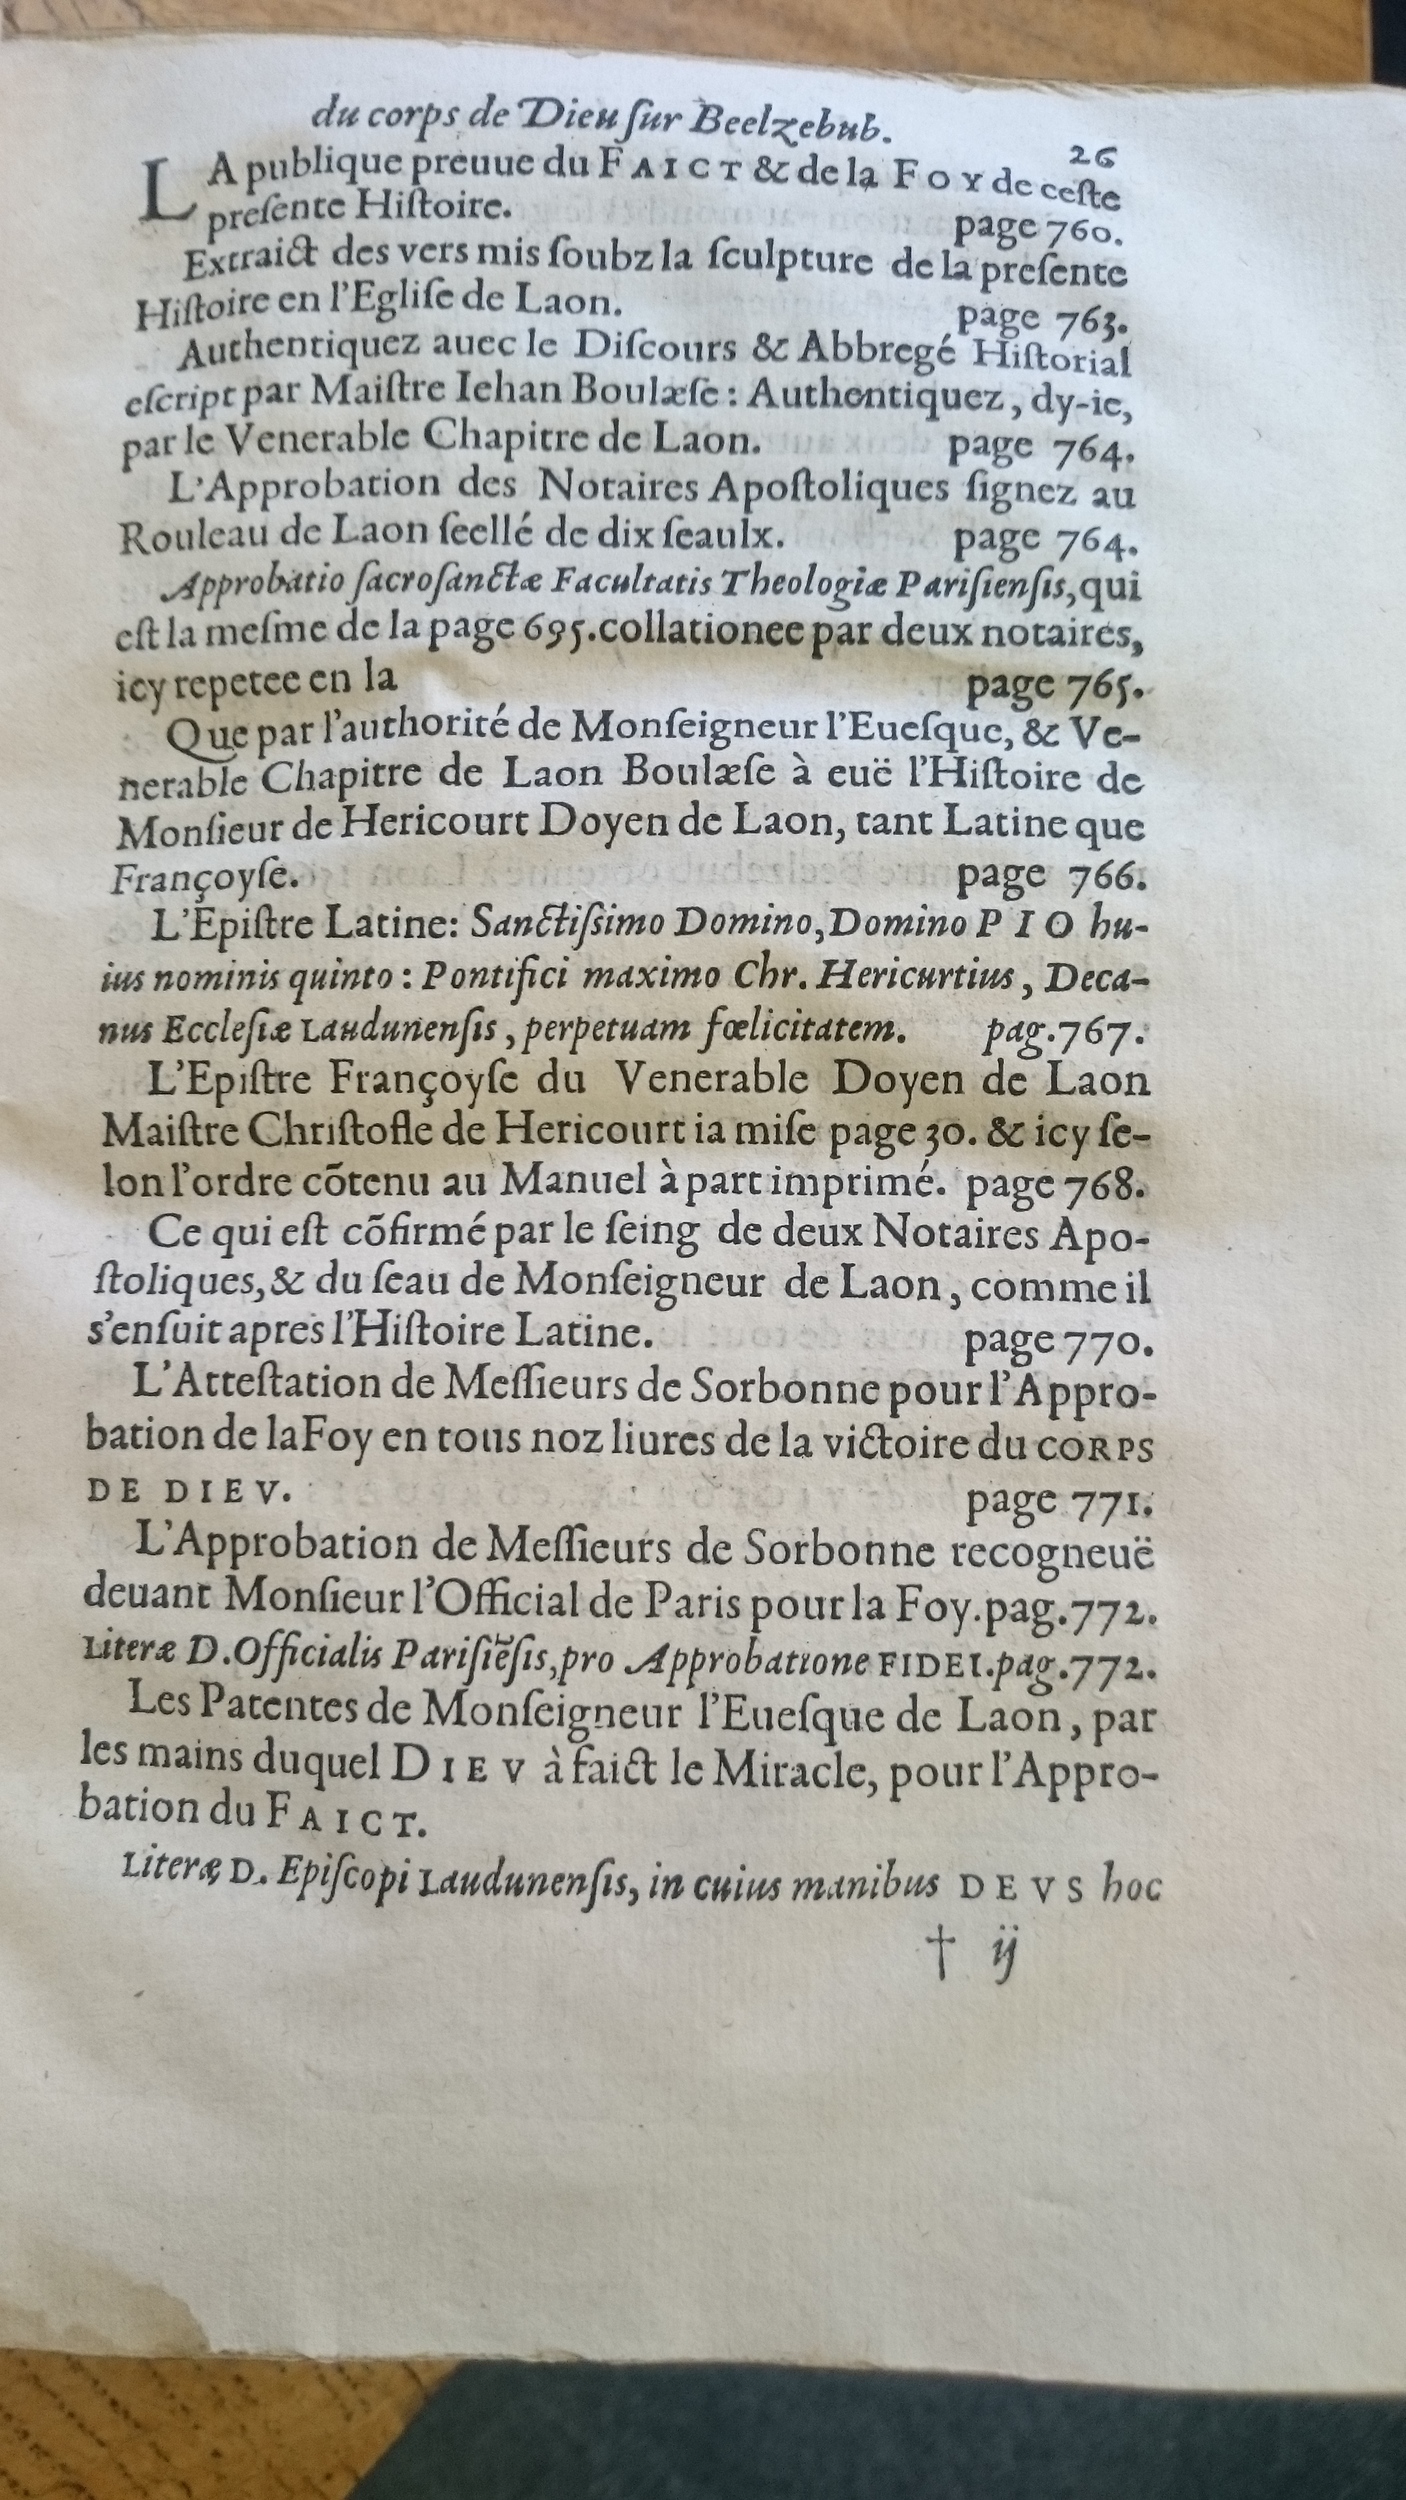 du corps de Dieu ſur Beelzebub.
26
LA publique preuue du FAICT & de la FOY de ceſte
preſente Hiſtoire. page 760.
Extraict des vers mis ſoubz la ſculpture de la preſente
Hiſtoire en l'Egliſe de Laon. page 763.
Authentiquez auec le Diſcours & Abbregé Hiſtorial
eſcript par Maiſtre Iehan Boulæſe : Authentiquez, dy-ie,
par le Venerable Chapitre de Laon. page 764.
L'Approbation des Notaires Apoſtoliques ſignez au
Rouleau de Laon ſeellé de dix ſeaulx. page 764.
Approbatio ſacroſanctæ Facultatis Theologiæ Pariſienſis, qui
eſt la meſme de la page 695. collationee par deux notaires,
icy repetee en la page 765.
Que par l'authorité de Monſeigneur l'Eueſque, & Ve-
nerable Chapitre de Laon Boulæſe à euë l'Hiſtoire de
Monſieur de Hericourt Doyen de Laon, tant Latine que
Françoyſe. page 766.
L'Epiſtre Latine: Sanctiſsimo Domino, Domino PIO hu-
ius nominis quinto : Pontifici maximo Chr. Hericurtius, Deca-
nus Eccleſiæ Laudunenſis, perpetuam fœlicitatem. pag. 767.
L'Epiſtre Françoyſe du Venerable Doyen de Laon
Maiſtre Chriſtofle de Hericourt ia miſe page 30. & icy ſe-
lon l'ordre cõtenu au Manuel à part imprimé. page 768.
Ce qui eſt cõfirmé par le ſeing de deux Notaires Apo-
ſtoliques, & du ſeau de Monſeigneur de Laon, comme il
s'enſuit apres l'Hiſtoire Latine. page 770.
L'Atteſtation de Meſſieurs de Sorbonne pour l'Appro-
bation de la Foy en tous noz liures de la victoire du CORPS
DE DIEV. page 771.
L'Approbation de Meſſieurs de Sorbonne recogneuë
deuant Monſieur l'Official de Paris pour la Foy. pag. 772.
Literæ D. Officialis Pariſiẽſis, pro Approbatione FIDEI. pag. 772.
Les Patentes de Monſeigneur l'Eueſque de Laon, par
les mains duquel DIEV à faict le Miracle, pour l'Appro-
bation du FAICT.
Literæ D. Epiſcopi Laudunenſis, in cuius manibus DEVS hoc
† ij